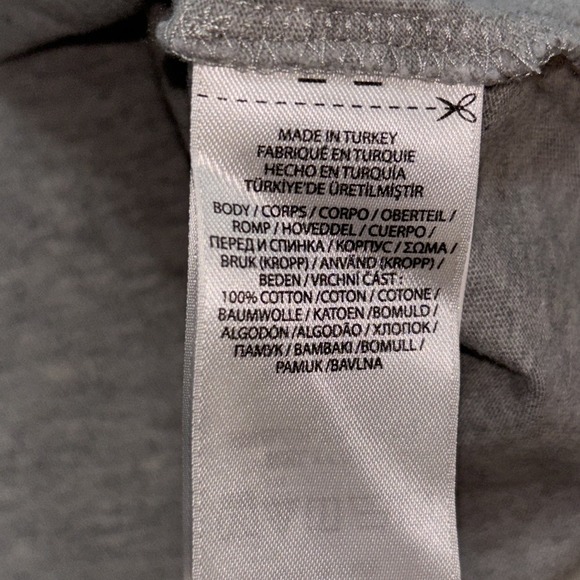 MADE IN TURKEY
FABRIQUÉ EN TURQUIE
HECHO EN TURQUÍA
TÜRKİYE'DE ÜRETİLMİŞTİR
BODY / CORPS / CORPO / OBERTEIL /
ROMP / HOVEDDEL / CUERPO /
ПЕРЕД И СПИНКА / КОРПУС / ΣΩΜΑ /
BRUK (KROPP) / ANVÄND (KROPP) /
BEDEN / VRCHNÍ ČÁST :
100% COTTON /COTON / COTONE /
BAUMWOLLE / KATOEN /BOMULD /
ALGODÓN /ALGODÃO / ХЛОПОК /
ПАМУК / BAMBAKI /BOMULL /
PAMUK /BAVLNA